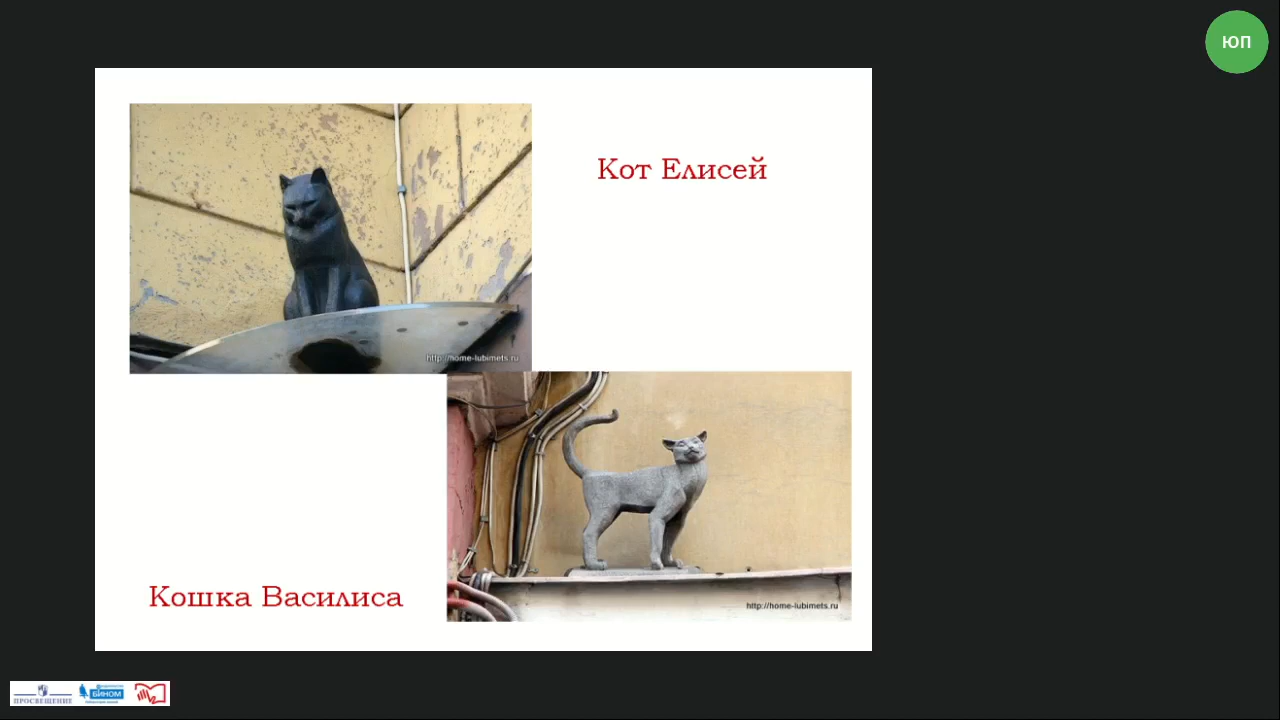 ЮП
Кот Елисей
http://home-lubimets.ru
Кошка Василиса
http://home-lubimets.ru
ПРОСВЕЩЕНИЕ
БИНОМ